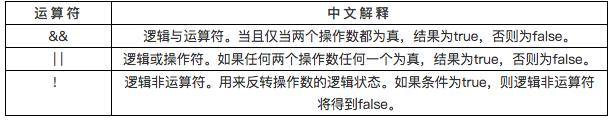 运算符 中文解释
&& 逻辑与运算符。当且仅当两个操作数都为真，结果为true，否则为false。
|| 逻辑或操作符。如果任何两个操作数任何一个为真，结果为true，否则为false。
! 逻辑非运算符。用来反转操作数的逻辑状态。如果条件为true，则逻辑非运算符
将得到false。